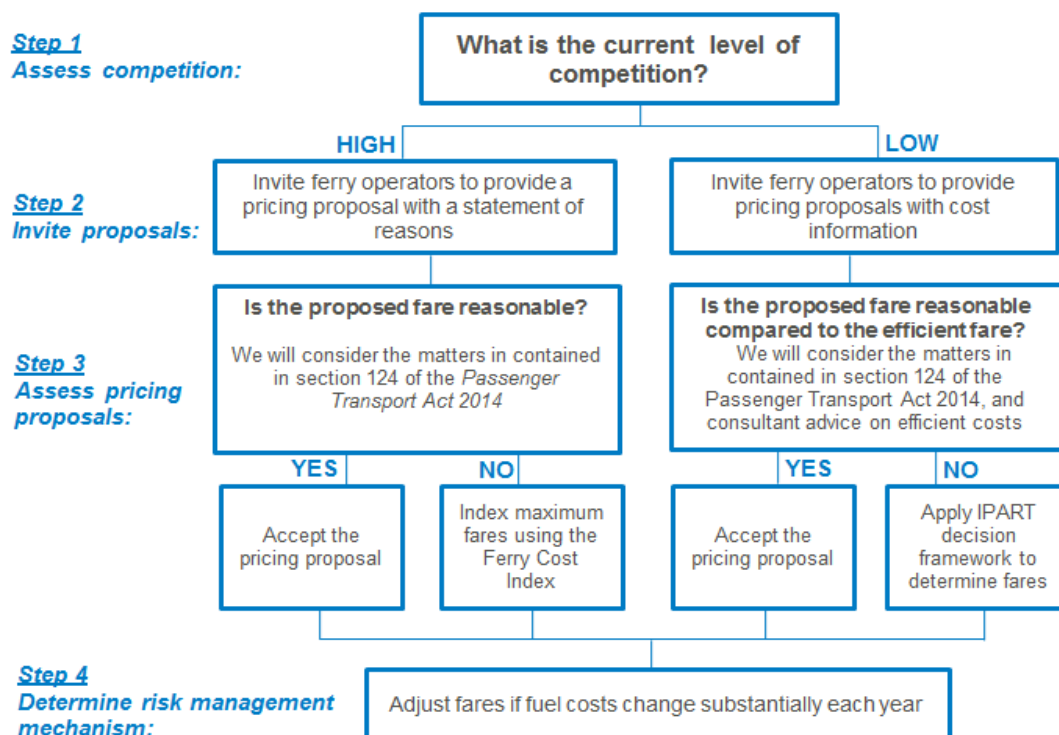 Step 1
Assess competition:
What is the current level of
competition?
HIGH
LOW
Step 2
Invite proposals:
Invite ferry operators to provide a
pricing proposal with a statement of
reasons
Invite ferry operators to provide
pricing proposals with cost
information
Step 3
Assess pricing
proposals:
Is the proposed fare reasonable?
We will consider the matters in contained
in section 124 of the Passenger
Transport Act 2014
Is the proposed fare reasonable
compared to the efficient fare?
We will consider the matters in
contained in section 124 of the
Passenger Transport Act 2014, and
consultant advice on efficient costs
YES
NO
YES
NO
Accept the
pricing proposal
Index maximum
fares using the
Ferry Cost
Index
Accept the
pricing proposal
Apply IPART
decision
framework to
determine fares
Step 4
Determine risk management
mechanism:
Adjust fares if fuel costs change substantially each year